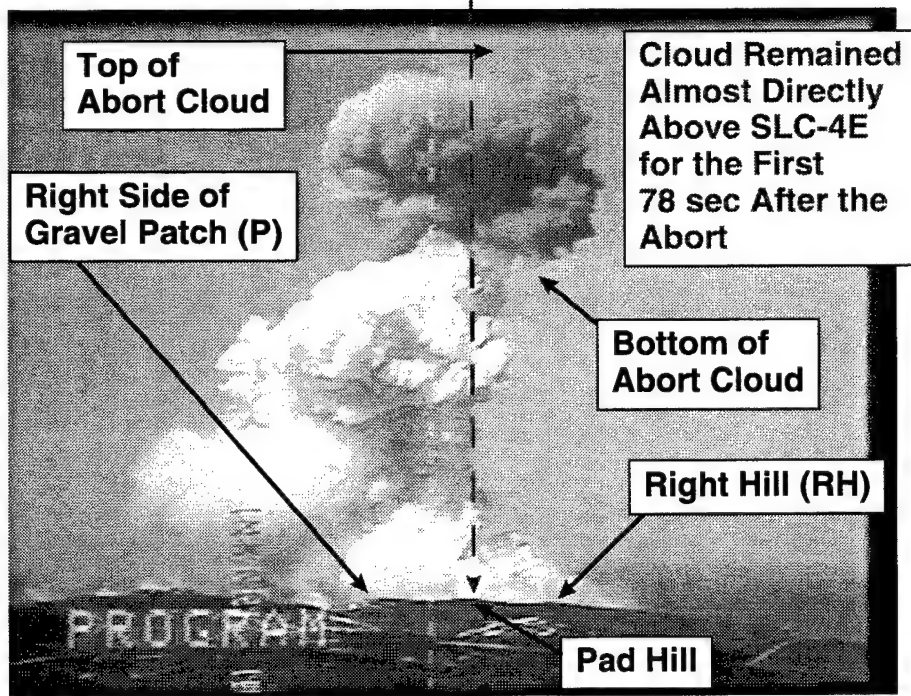 Top of
Abort Cloud
Cloud Remained
Almost Directly
Above SLC-4E
for the First
78 sec After the
Abort
Right Side of
Gravel Patch (P)
Bottom of
Abort Cloud
Right Hill (RH)
PROGRAM
Pad Hill